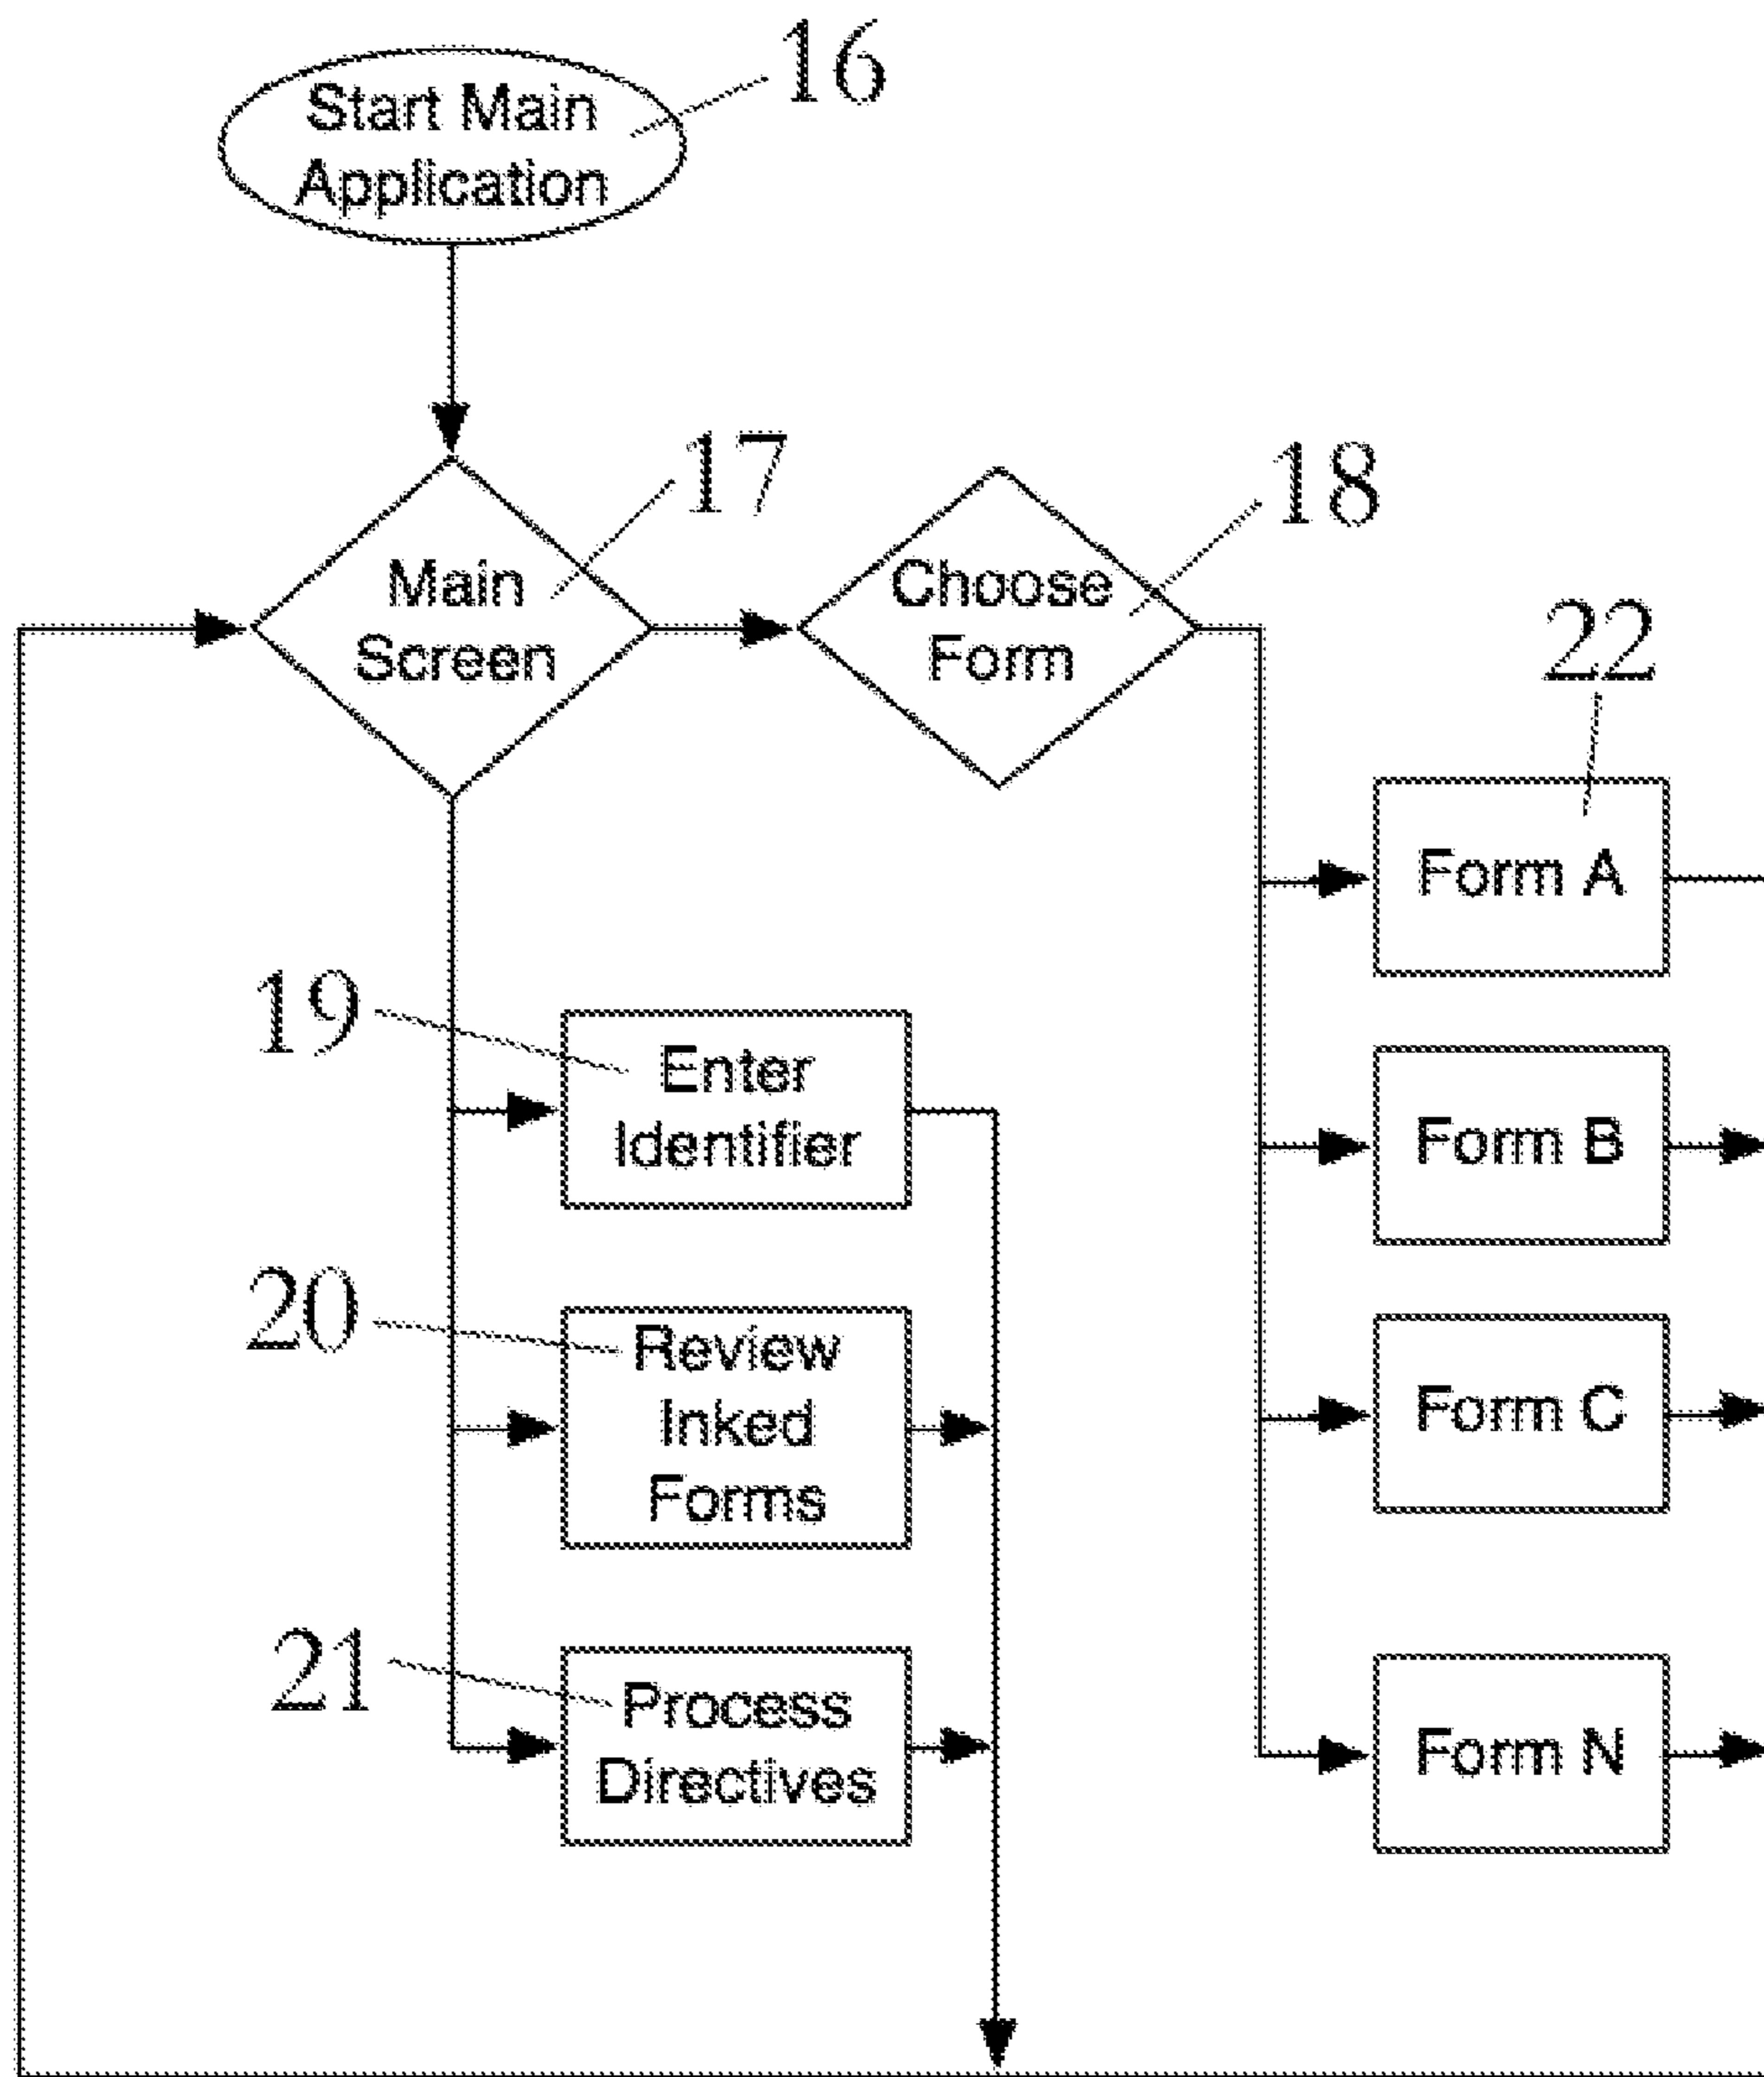 16
Start Main
Application
17
18
Main
Screen
Choose
Form
22
Form A
19
Enter
Identifier
Form B
20
Review
Inked
Forms
Form C
21
Process
Directives
Form N